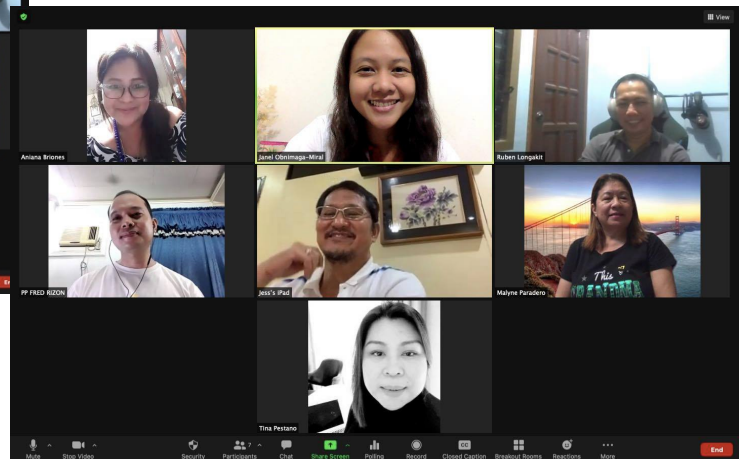 View
Aniana Briones
Janel Obnimaga-Miral
Ruben Longakit
PP FRED RIZON
Jess's iPad
Malyne Paradero
This
GRANDMA
Tina Pestano
Mute
Stop Video
Security
Participants
7
Chat
Share Screen
Polling
Record
CC
Closed Caption
Breakout Rooms
Reactions
More
End